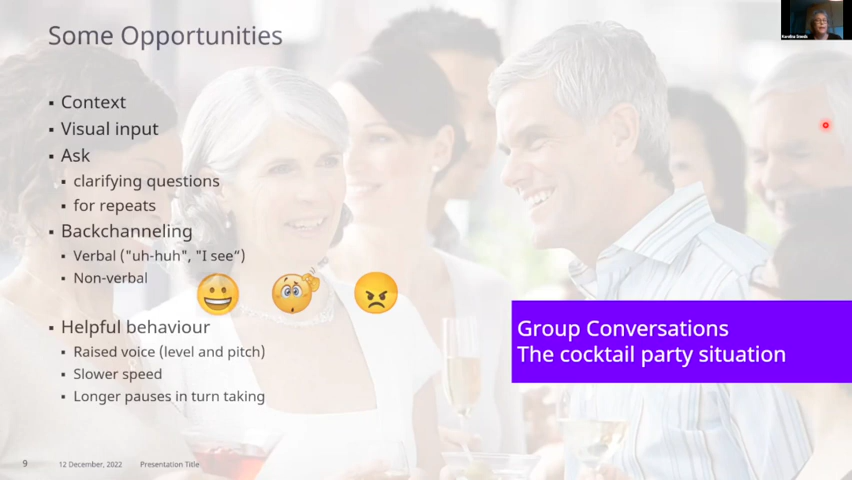 Some Opportunities
Context
Visual input
Ask
clarifying questions
for repeats
Backchanneling
Verbal ("uh-huh", "I see“)
Non-verbal
Helpful behaviour
Raised voice (level and pitch)
Slower speed
Longer pauses in turn taking
Group Conversations
The cocktail party situation
9
12 December, 2022
Presentation Title